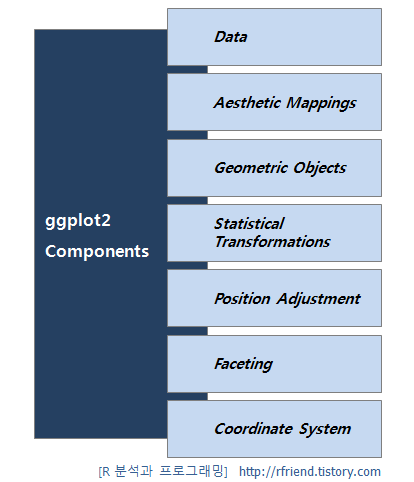 Data
Aesthetic Mappings
Geometric Objects
ggplot2
Components
Statistical
Transformations
Position Adjustment
Faceting
Coordinate System
[R 분석과 프로그래밍] http://rfriend.tistory.com